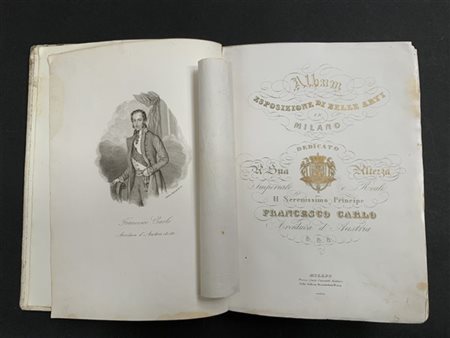 Francesco Carlo
Arciduca d'Austria
Album
ESPOSIZIONE DI BELLE ARTI
IN
MILANO
DEDICATO
A Sua Altezza
Imperiale e Reale
Il Serenissimo Principe
FRANCESCO CARLO
Arciduca d'Austria
MILANO